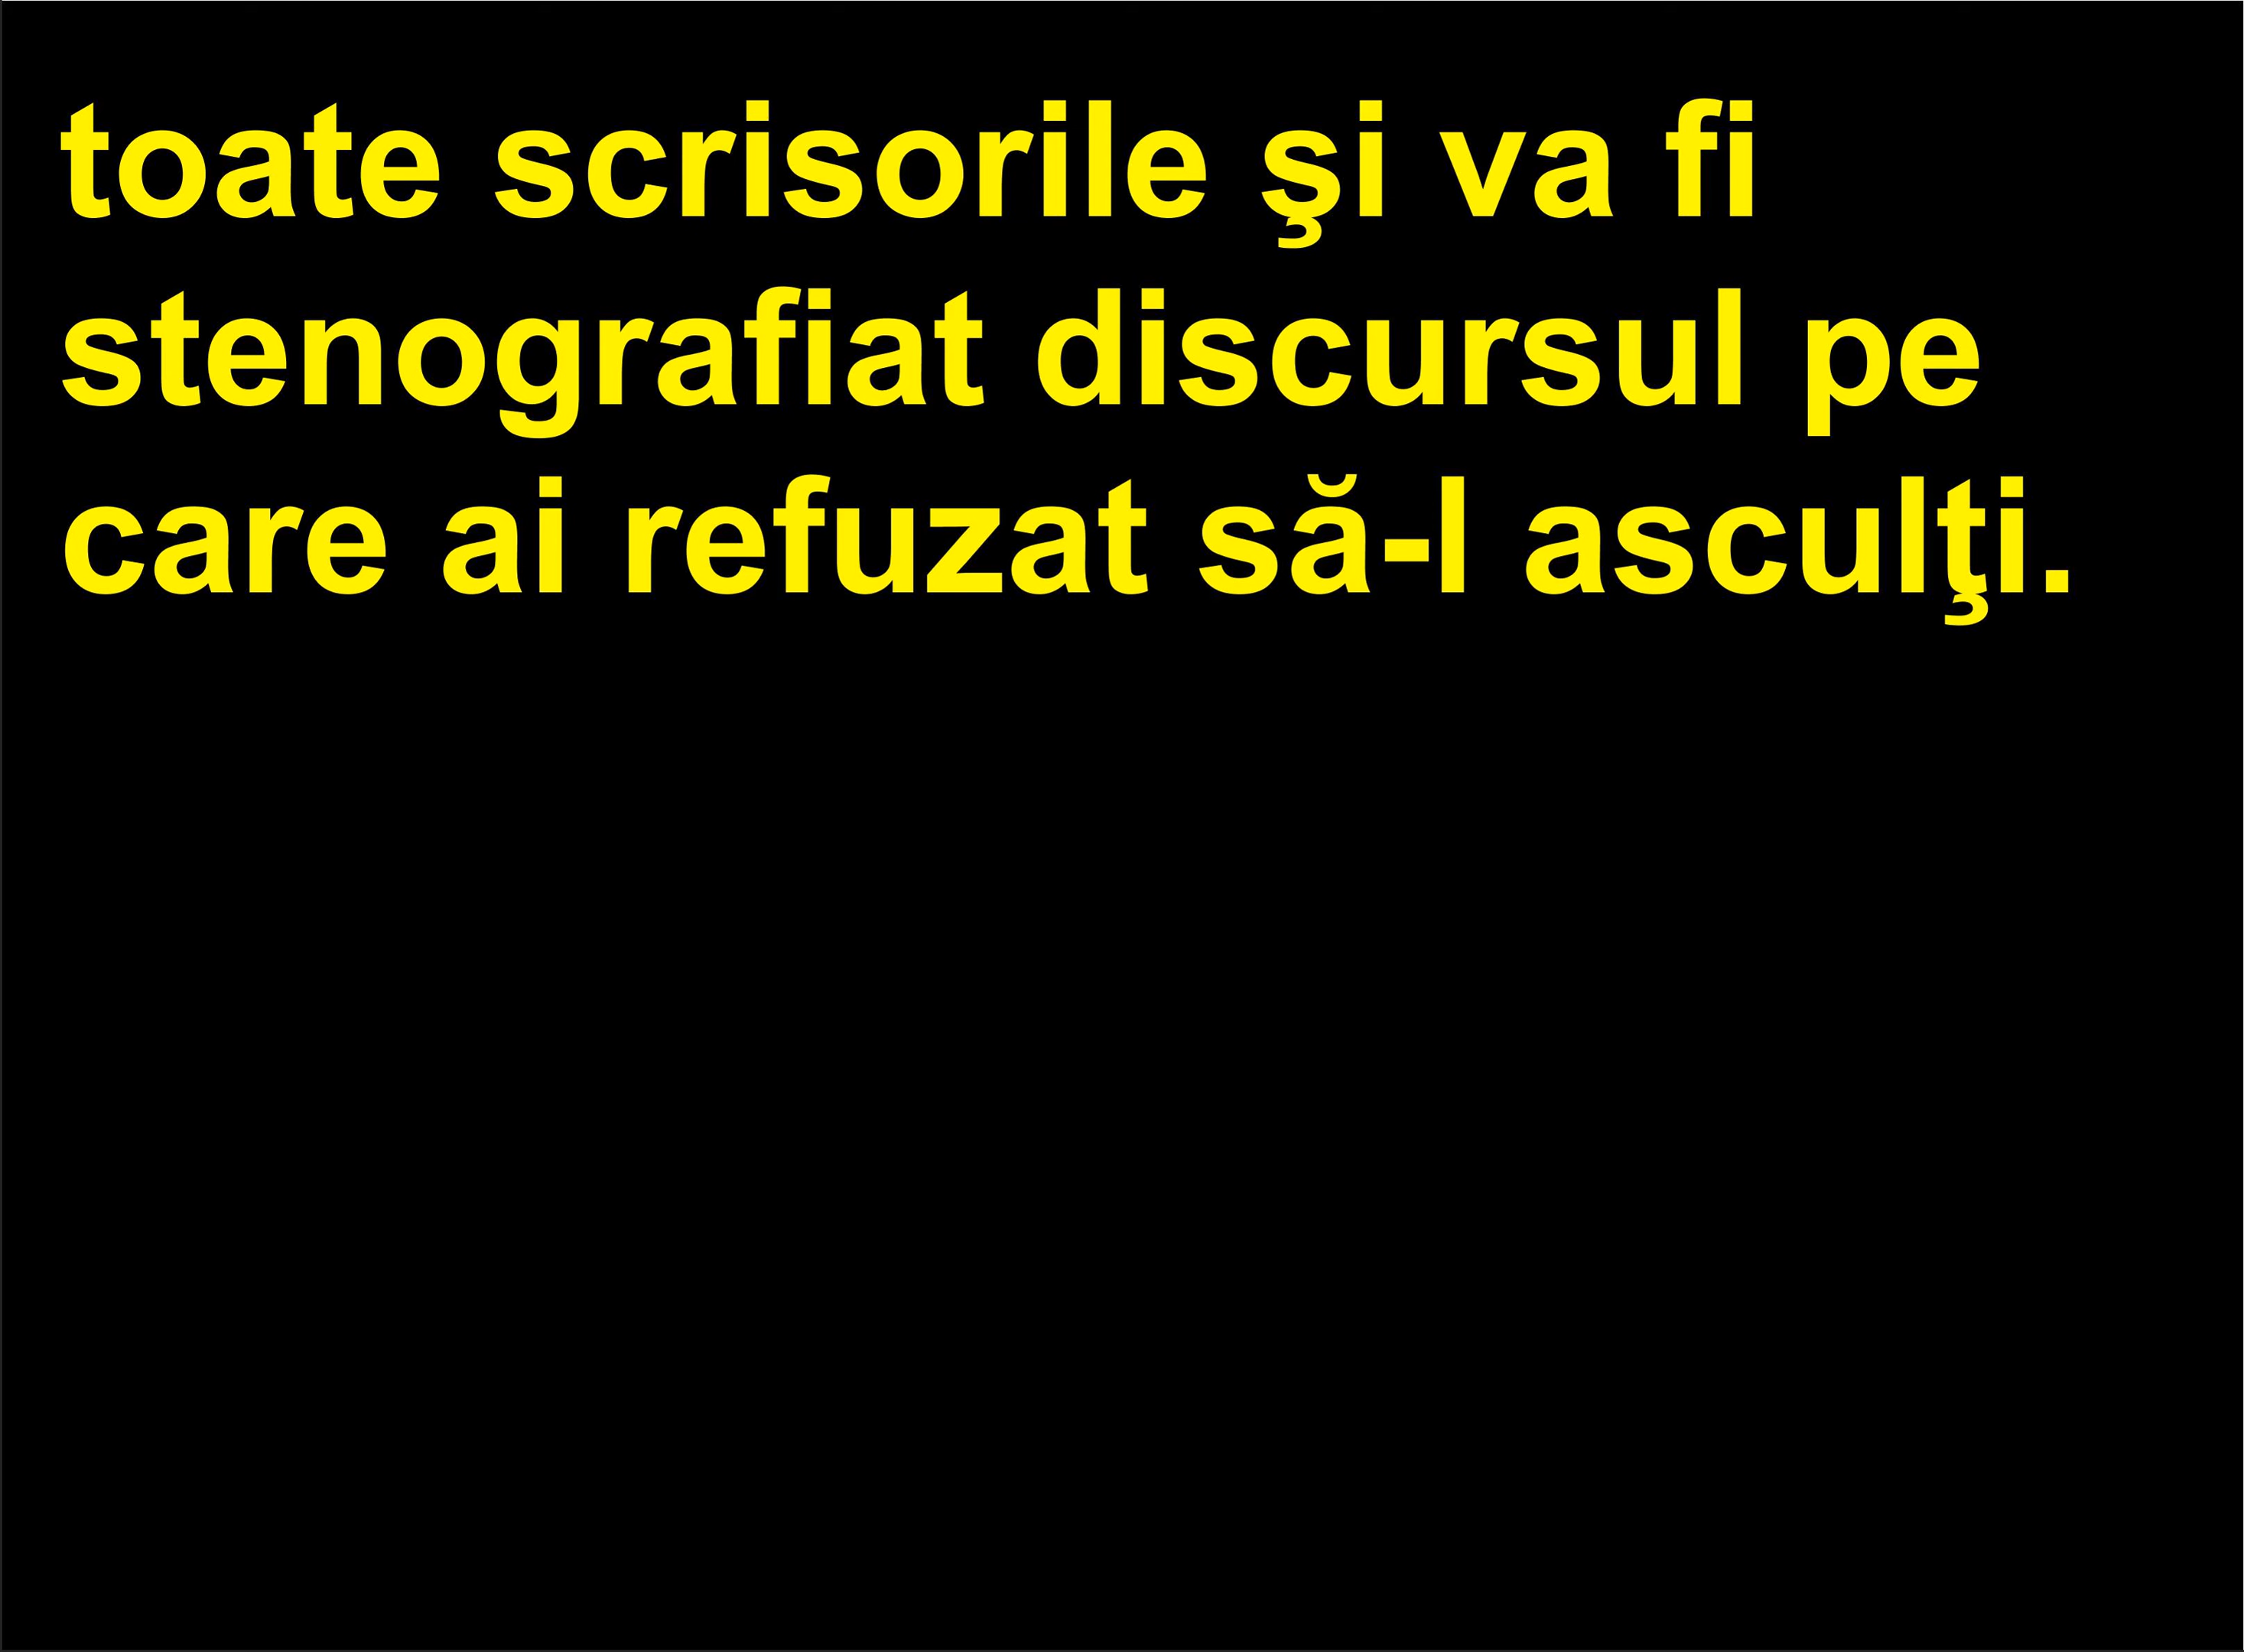 toate scrisorile şi va fi
stenografiat discursul pe
care ai refuzat să-l asculţi.